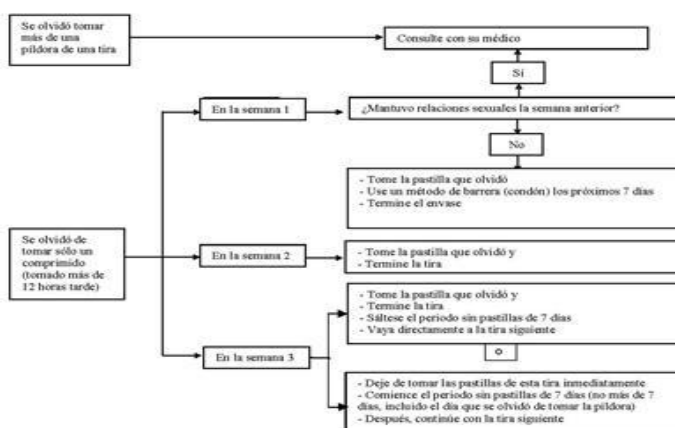 Se olvidó tomar
más de una
píldora de una tira
Consulte con su médico
Sí
En la semana 1
¿Mantuvo relaciones sexuales la semana anterior?
No
- Tome la pastilla que olvidó
- Use un método de barrera (condón) los próximos 7 días
- Termine el envase
Se olvidó de
tomar sólo un
comprimido
(tomado más de
12 horas tarde)
En la semana 2
- Tome la pastilla que olvidó y
- Termine la tira
- Tome la pastilla que olvidó y
- Termine la tira
- Sáltese el periodo sin pastillas de 7 días
- Vaya directamente a la tira siguiente
o
En la semana 3
- Deje de tomar las pastillas de esta tira inmediatamente
- Comience el periodo sin pastillas de 7 días (no más de 7
días, incluido el día que se olvidó de tomar la píldora)
- Después, continúe con la tira siguiente